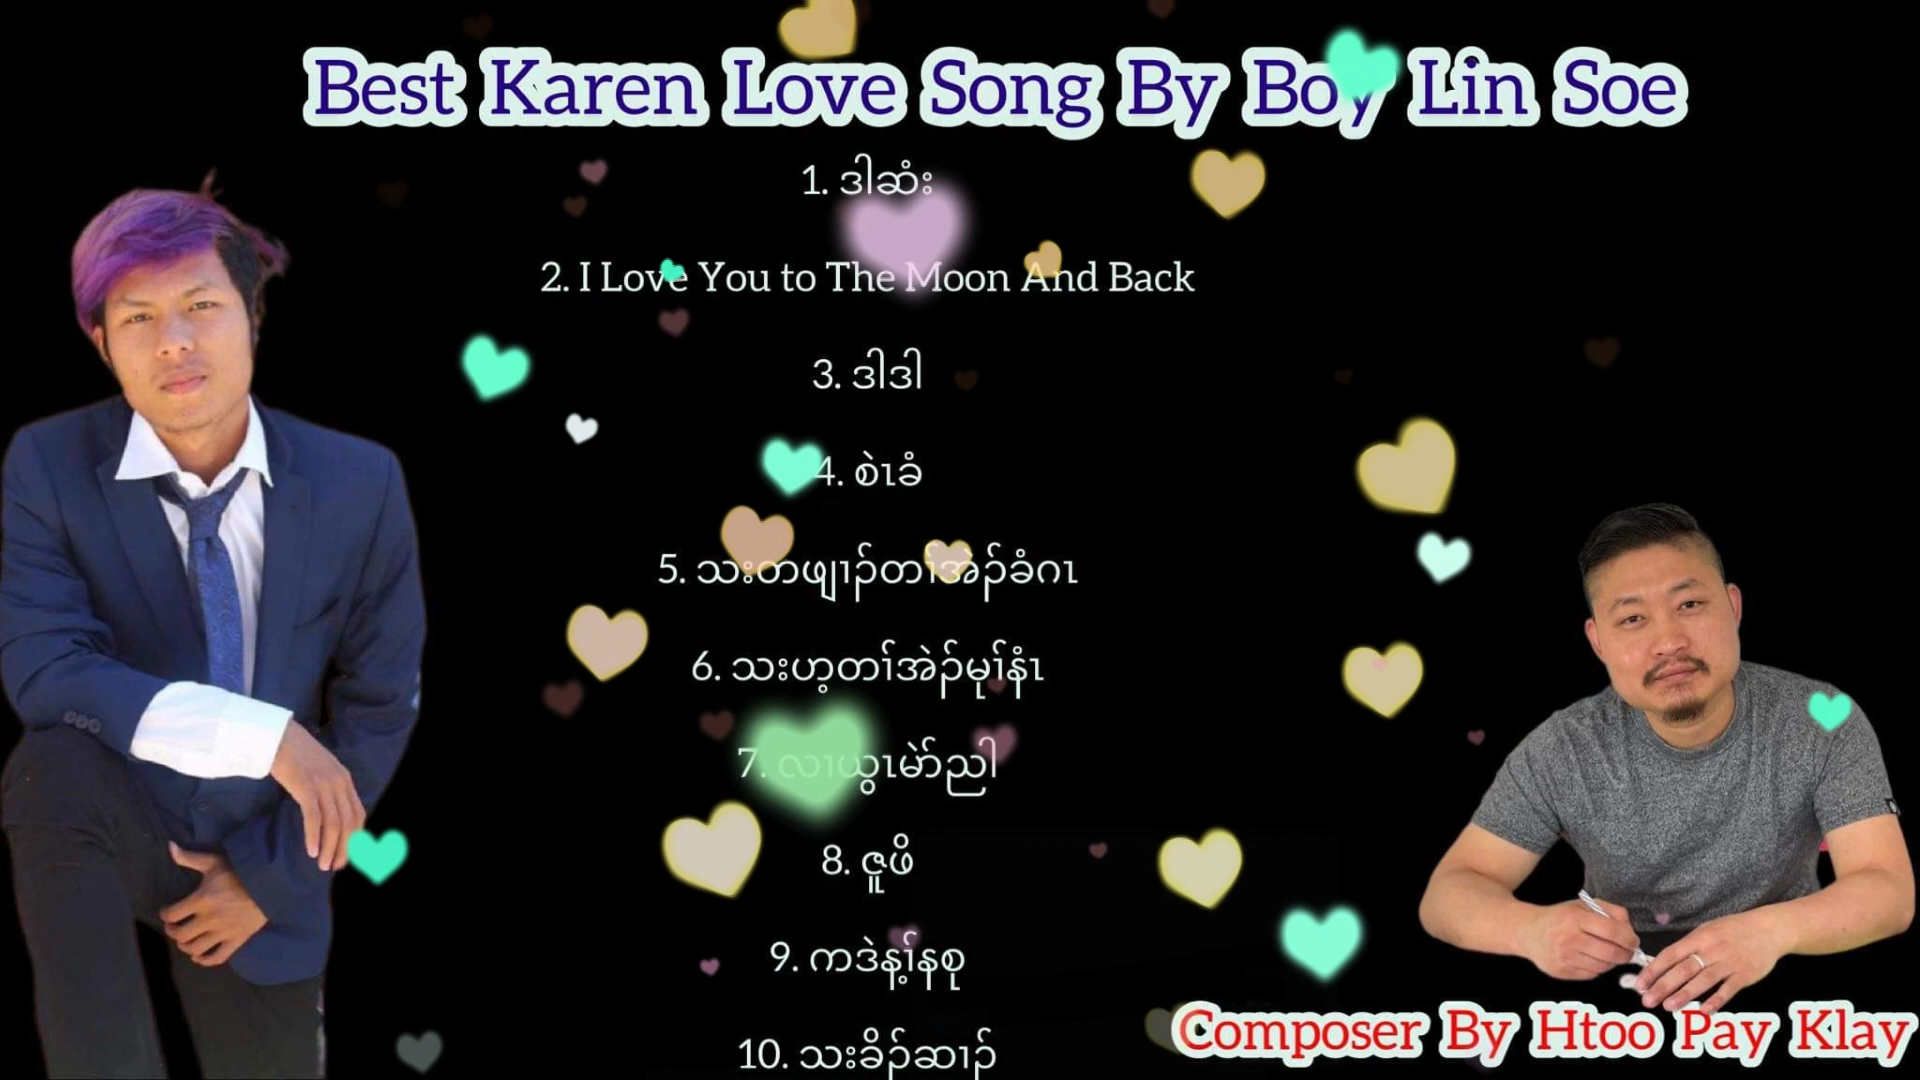 Best Karen Love Song By Boy Lin Soe
1. ဒါဆံး
2. I Love You to The Moon And Back
3. ဒါဒါ
4. စဲၤခံ
5. သးတဖျၢၣ်တၢ်အဲၣ်ခံဂၤ
6. သးဟ့တၢ်အဲၣ်မုၢ်နံၤ
7. လၢယွၤမဲာ်ညါ
8. ဇူဖိ
9. ကဒဲန့ၢ်နစု
10. သးခိၣ်ဆၢၣ်
Composer By Htoo Pay Klay